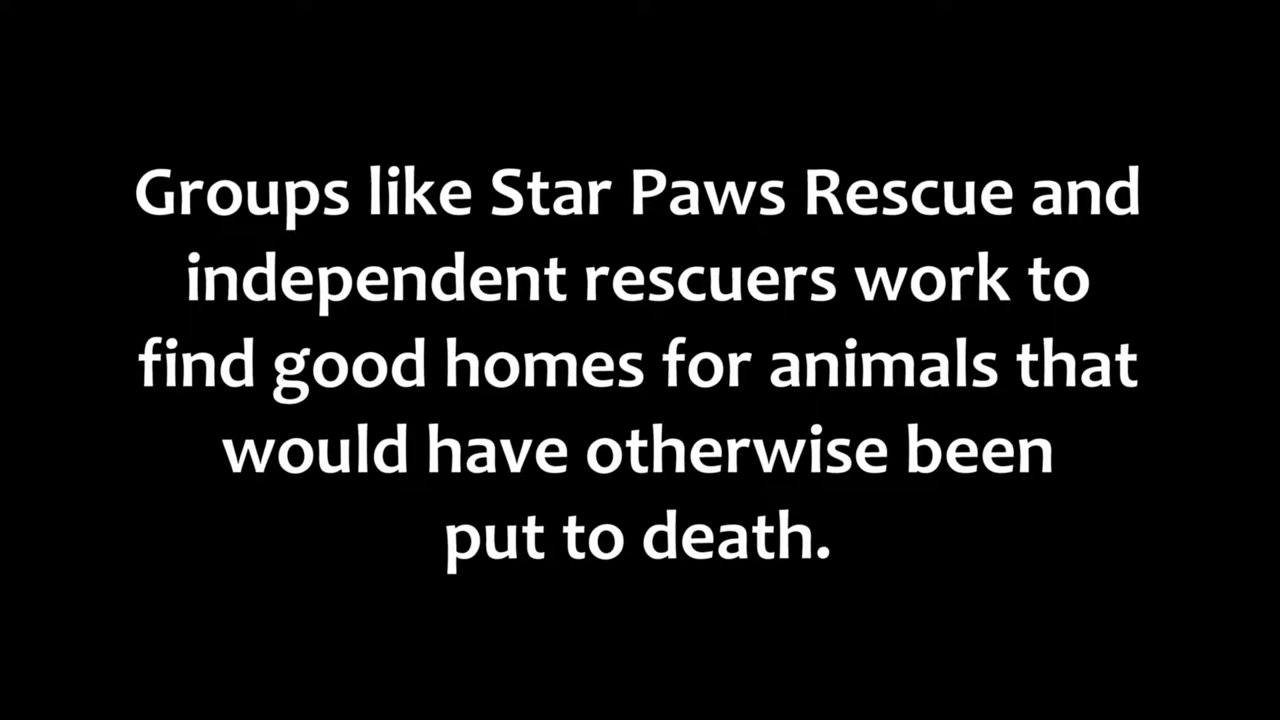 Groups like Star Paws Rescue and
independent rescuers work to
find good homes for animals that
would have otherwise been
put to death.